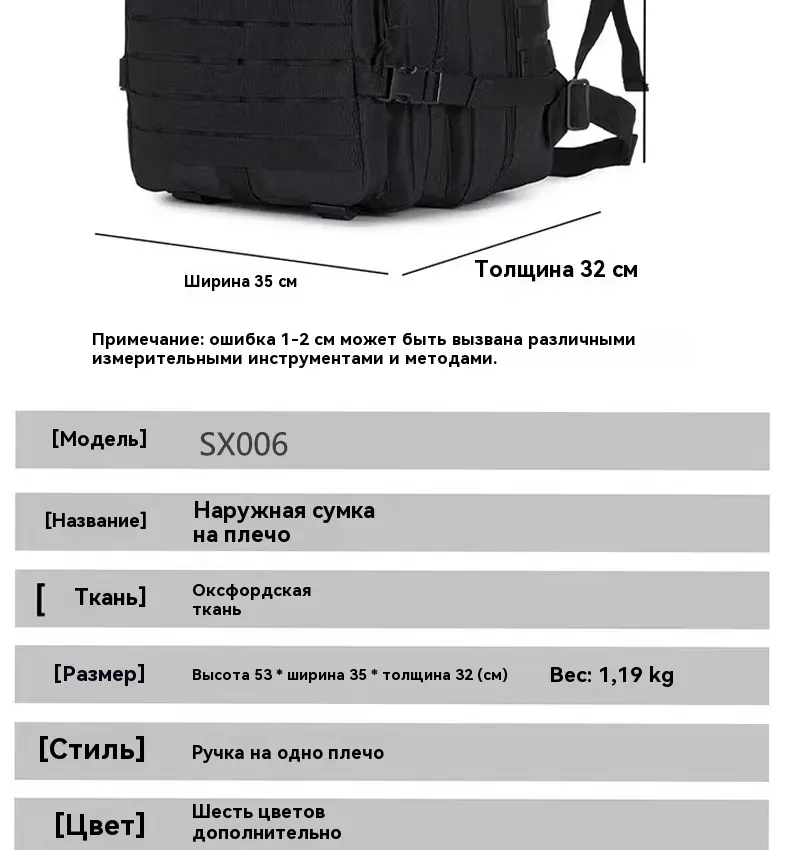 Ширина 35 см
Толщина 32 см
Примечание: ошибка 1-2 см может быть вызвана различными
измерительными инструментами и методами.
[Модель] SX006
[Название] Наружная сумка
на плечо
[ Ткань] Оксфордская
ткань
[Размер] Высота 53 * ширина 35 * толщина 32 (см) Вес: 1,19 kg
[Стиль] Ручка на одно плечо
[Цвет] Шесть цветов
дополнительно